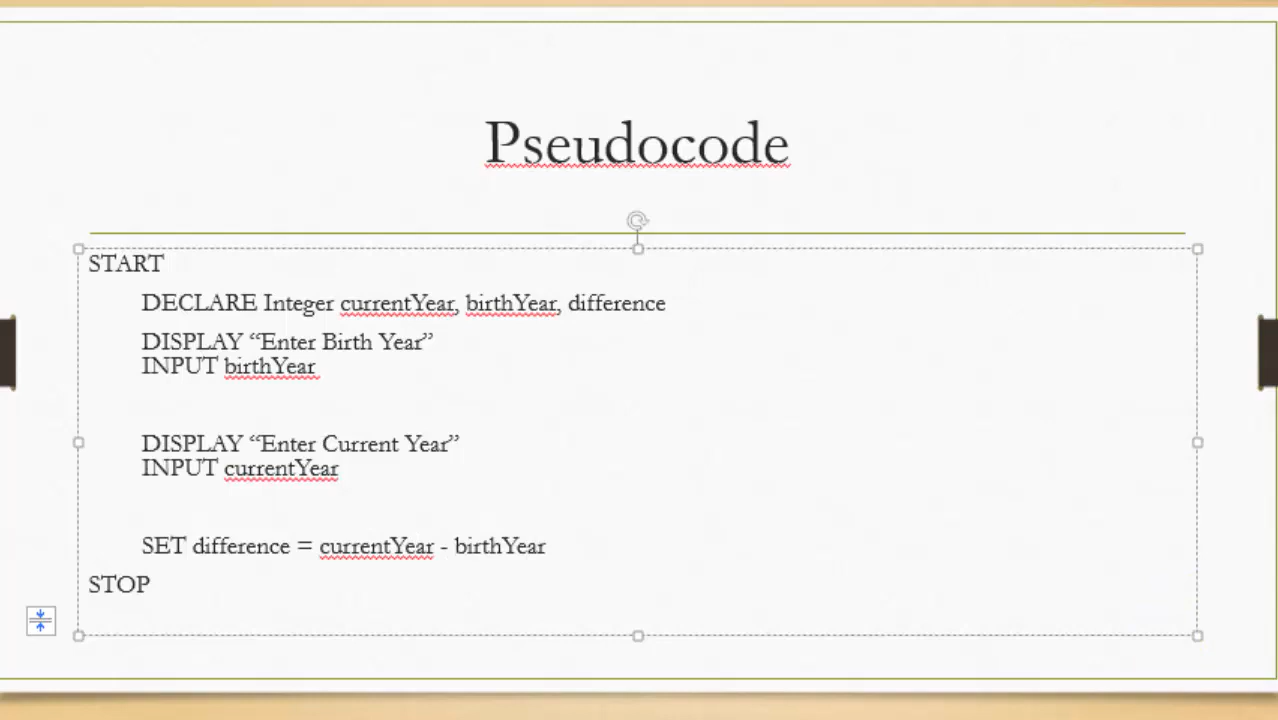 Pseudocode
START
DECLARE Integer currentYear, birthYear, difference
DISPLAY “Enter Birth Year”
INPUT birthYear
DISPLAY “Enter Current Year”
INPUT currentYear
SET difference = currentYear - birthYear
STOP